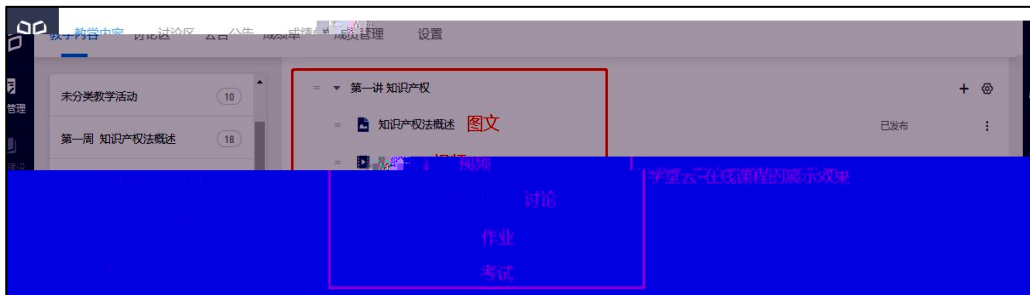 教学内容 讨论区 公告 成绩单 成员管理 设置
管理
未分类教学活动 10
第一讲 知识产权
知识产权法概述 图文 已发布
第一周 知识产权法概述 18
视频
学堂云-在线课程的展示效果
讨论
作业
考试